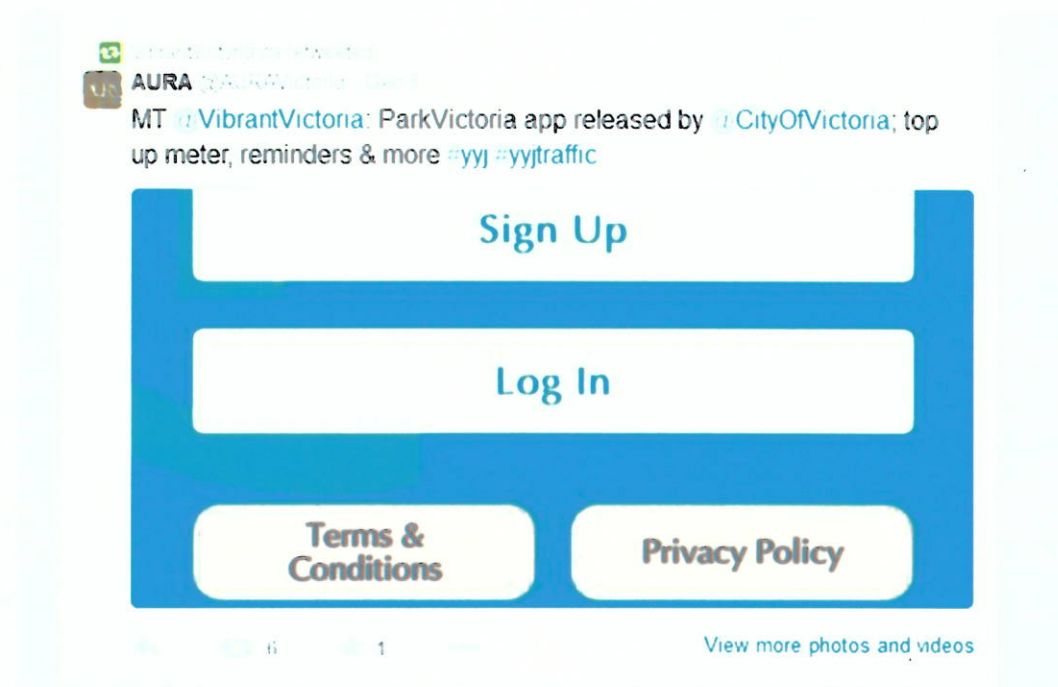 AURA
MT @VibrantVictoria: ParkVictoria app released by @CityOfVictoria; top
up meter, reminders & more #yyj #yyjtraffic
Sign Up
Log In
Terms &
Conditions
Privacy Policy
6
1
View more photos and videos